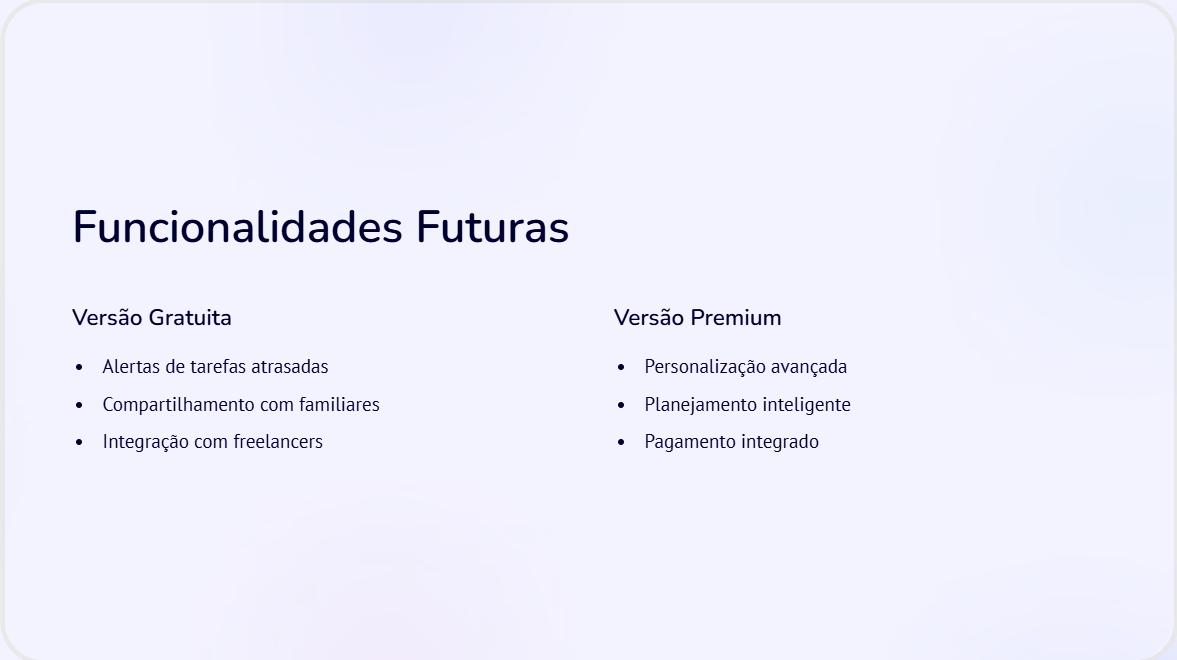 Funcionalidades Futuras
Versão Gratuita
• Alertas de tarefas atrasadas
• Compartilhamento com familiares
• Integração com freelancers
Versão Premium
• Personalização avançada
• Planejamento inteligente
• Pagamento integrado